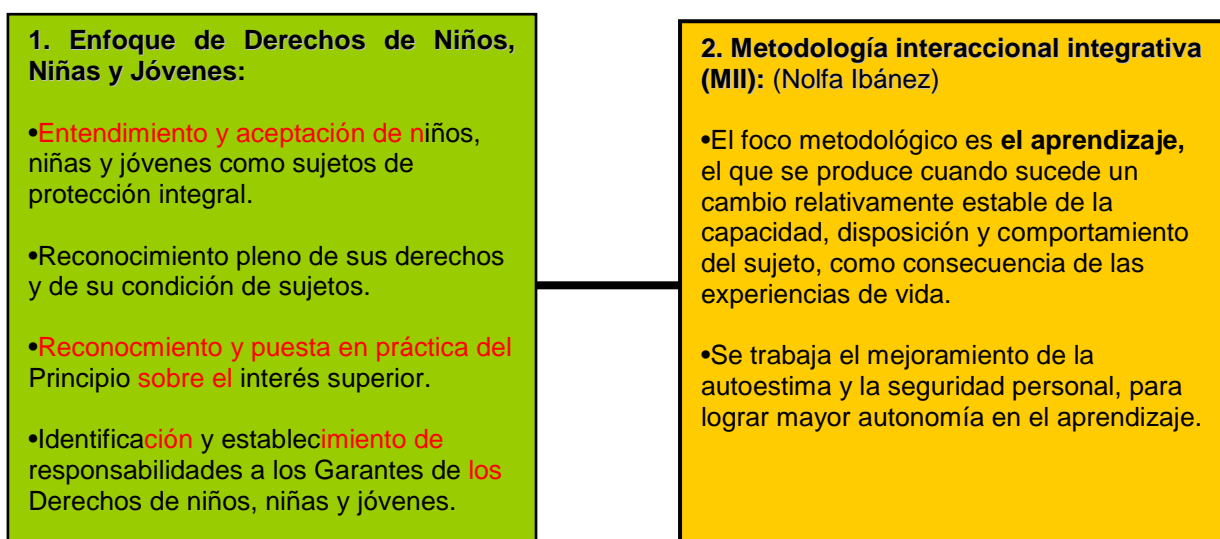 1. Enfoque de Derechos de Niños,
Niñas y Jóvenes:
•Entendimiento y aceptación de niños,
niñas y jóvenes como sujetos de
protección integral.
•Reconocimiento pleno de sus derechos
y de su condición de sujetos.
•Reconocmiento y puesta en práctica del
Principio sobre el interés superior.
•Identificación y establecimiento de
responsabilidades a los Garantes de los
Derechos de niños, niñas y jóvenes.
2. Metodología interaccional integrativa
(MII): (Nolfa Ibánez)
•El foco metodológico es el aprendizaje,
el que se produce cuando sucede un
cambio relativamente estable de la
capacidad, disposición y comportamiento
del sujeto, como consecuencia de las
experiencias de vida.
•Se trabaja el mejoramiento de la
autoestima y la seguridad personal, para
lograr mayor autonomía en el aprendizaje.